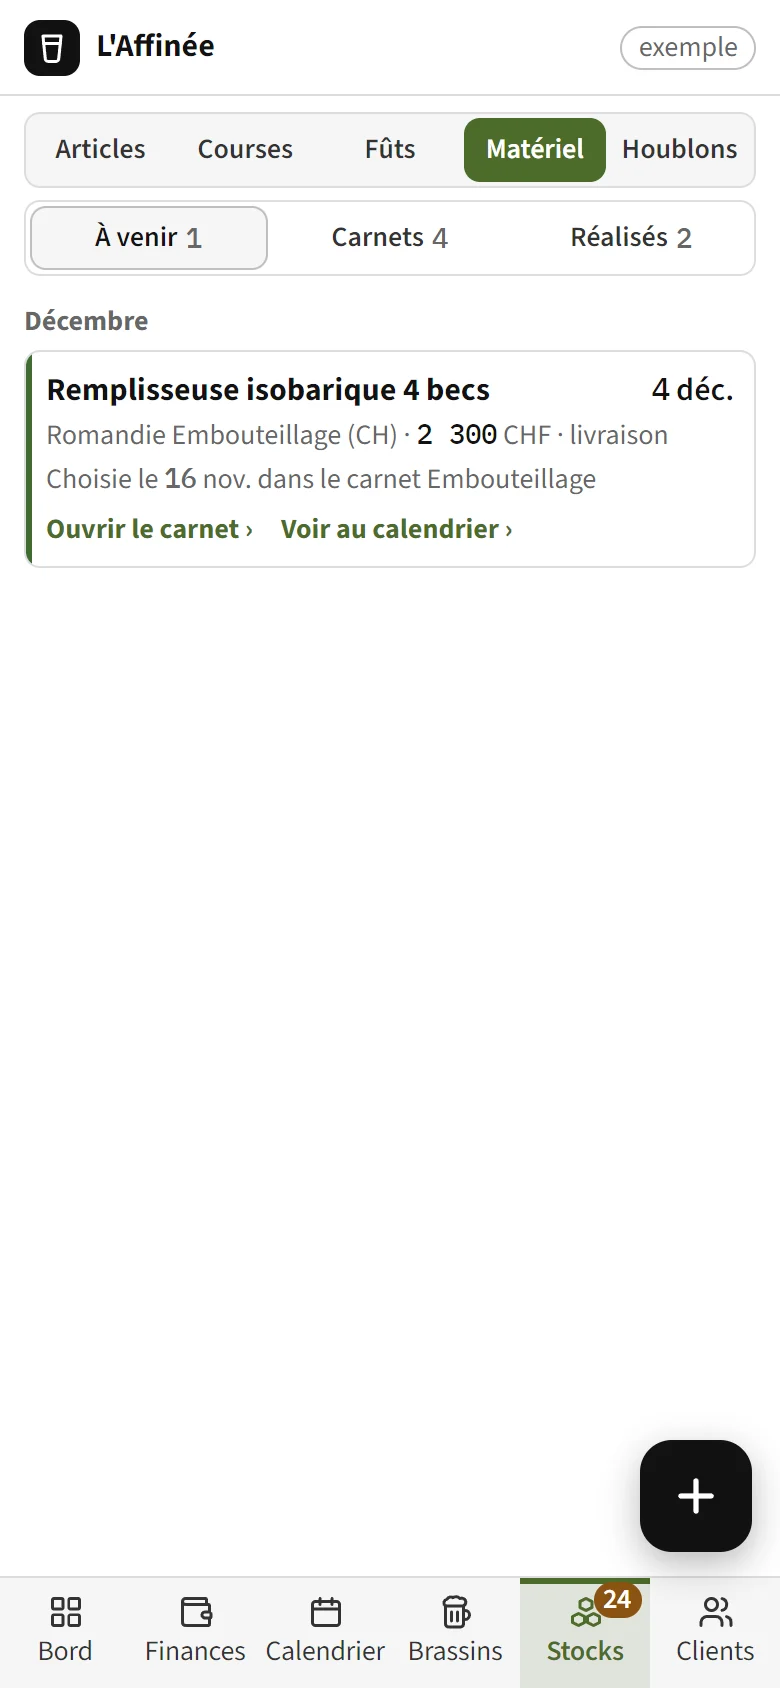 L'Affinée
exemple
Articles Courses Fûts Matériel Houblons
À venir 1 Carnets 4 Réalisés 2
Décembre
Remplisseuse isobarique 4 becs 4 déc.
Romandie Embouteillage (CH) · 2 300 CHF · livraison
Choisie le 16 nov. dans le carnet Embouteillage
Ouvrir le carnet › Voir au calendrier ›
24
Bord Finances Calendrier Brassins Stocks Clients